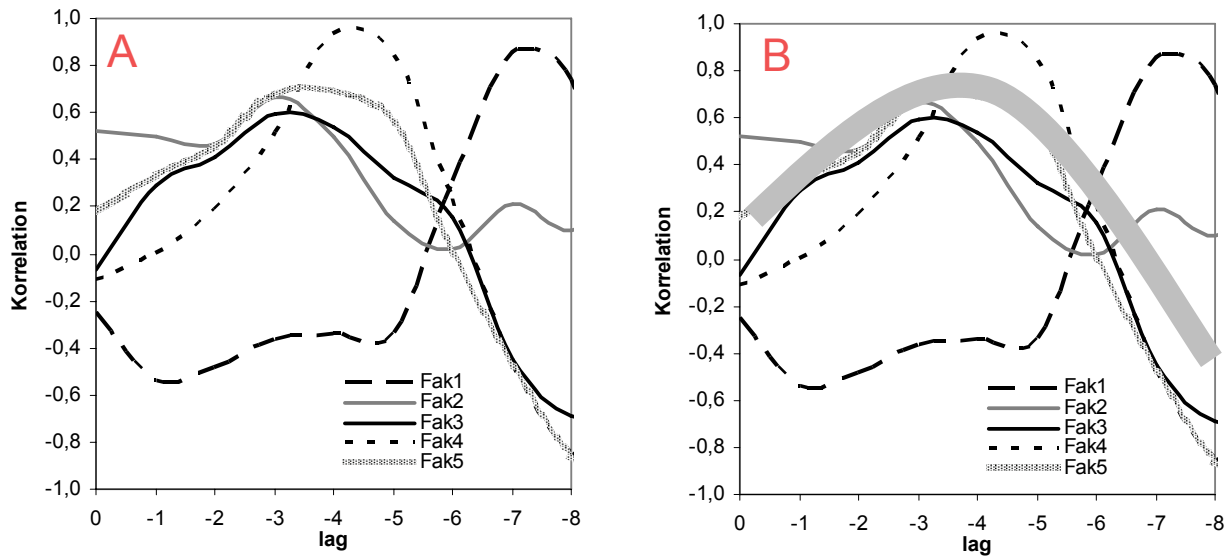 A
Korrelation
1,0
0,8
0,6
0,4
0,2
0,0
-0,2
-0,4
-0,6
-0,8
-1,0
Fak1
Fak2
Fak3
Fak4
Fak5
0 -1 -2 -3 -4 -5 -6 -7 -8
lag
B
Korrelation
1,0
0,8
0,6
0,4
0,2
0,0
-0,2
-0,4
-0,6
-0,8
-1,0
Fak1
Fak2
Fak3
Fak4
Fak5
0 -1 -2 -3 -4 -5 -6 -7 -8
lag